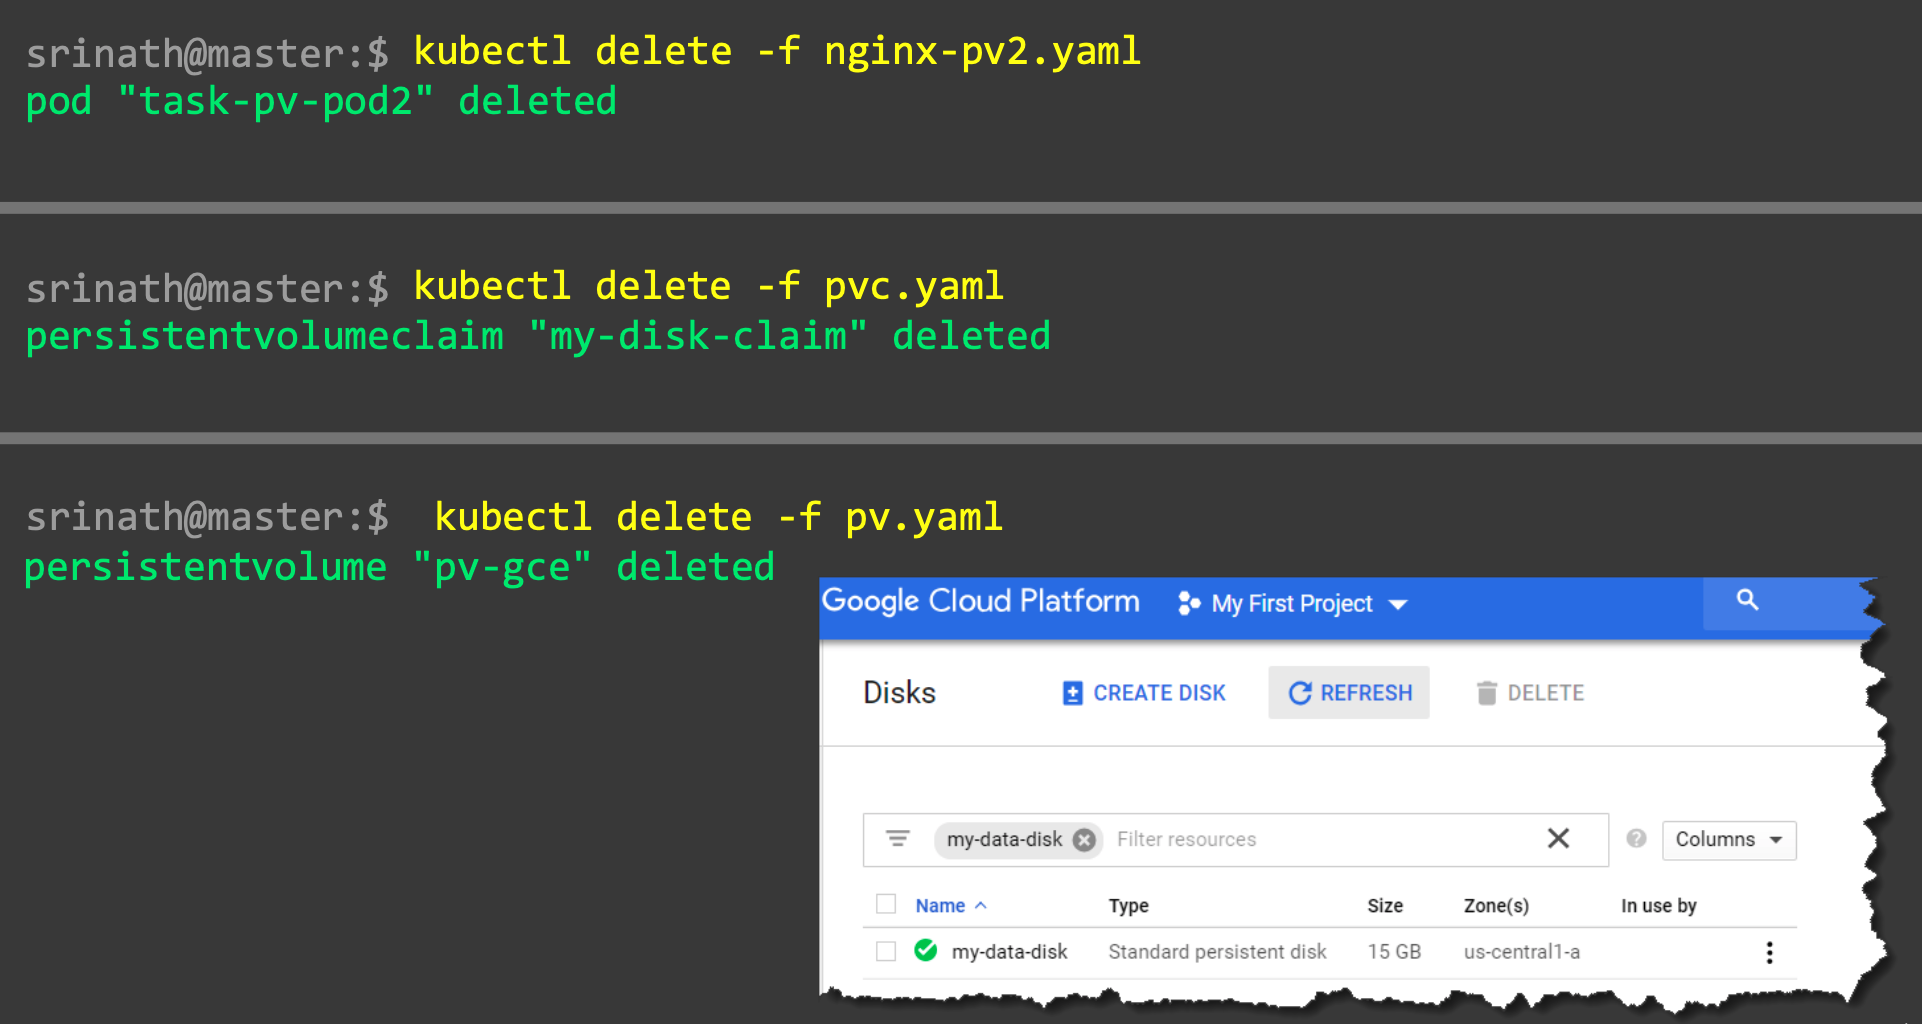 srinath@master:$ kubectl delete -f nginx-pv2.yaml
pod "task-pv-pod2" deleted
srinath@master:$ kubectl delete -f pvc.yaml
persistentvolumeclaim "my-disk-claim" deleted
srinath@master:$ kubectl delete -f pv.yaml
persistentvolume "pv-gce" deleted
Google Cloud Platform My First Project
Disks CREATE DISK REFRESH DELETE
my-data-disk Filter resources Columns
Name Type Size Zone(s) In use by
my-data-disk Standard persistent disk 15 GB us-central1-a